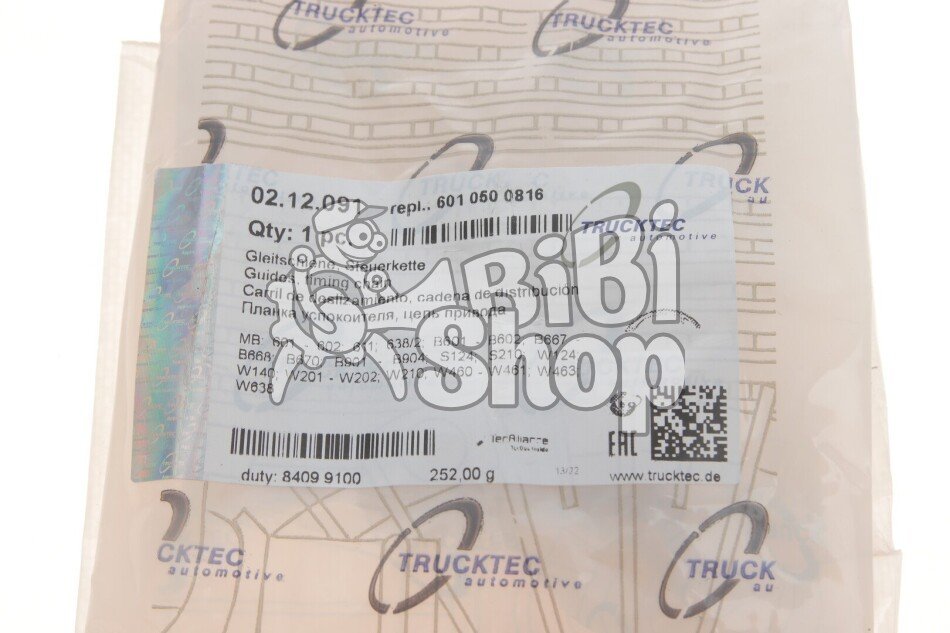 TRUCKTEC
automotive
TRUCKTEC
automotive
02.12.091 repl.. 601 050 0816
Qty: 1 pc
TRUCKTEC
automotive
Gleitschiene, Steuerkette
Guides, timing chain
Carril de deslizamiento, cadena de distribución
Планка успокоителя, цепь привода
MB: 601 - 602 611; 638/2; B601 - B602 B667
B668; B670 B901 - B904 S124; S210 W124
W140; W201 - W202; W210 W460 - W461; W463;
W638
BiBi
Shop
EAC
duty: 8409 9100 252,00 g 13/22 www.trucktec.de
CKTEC
automotive
TRUCKTEC
automotive
TRUCK
au